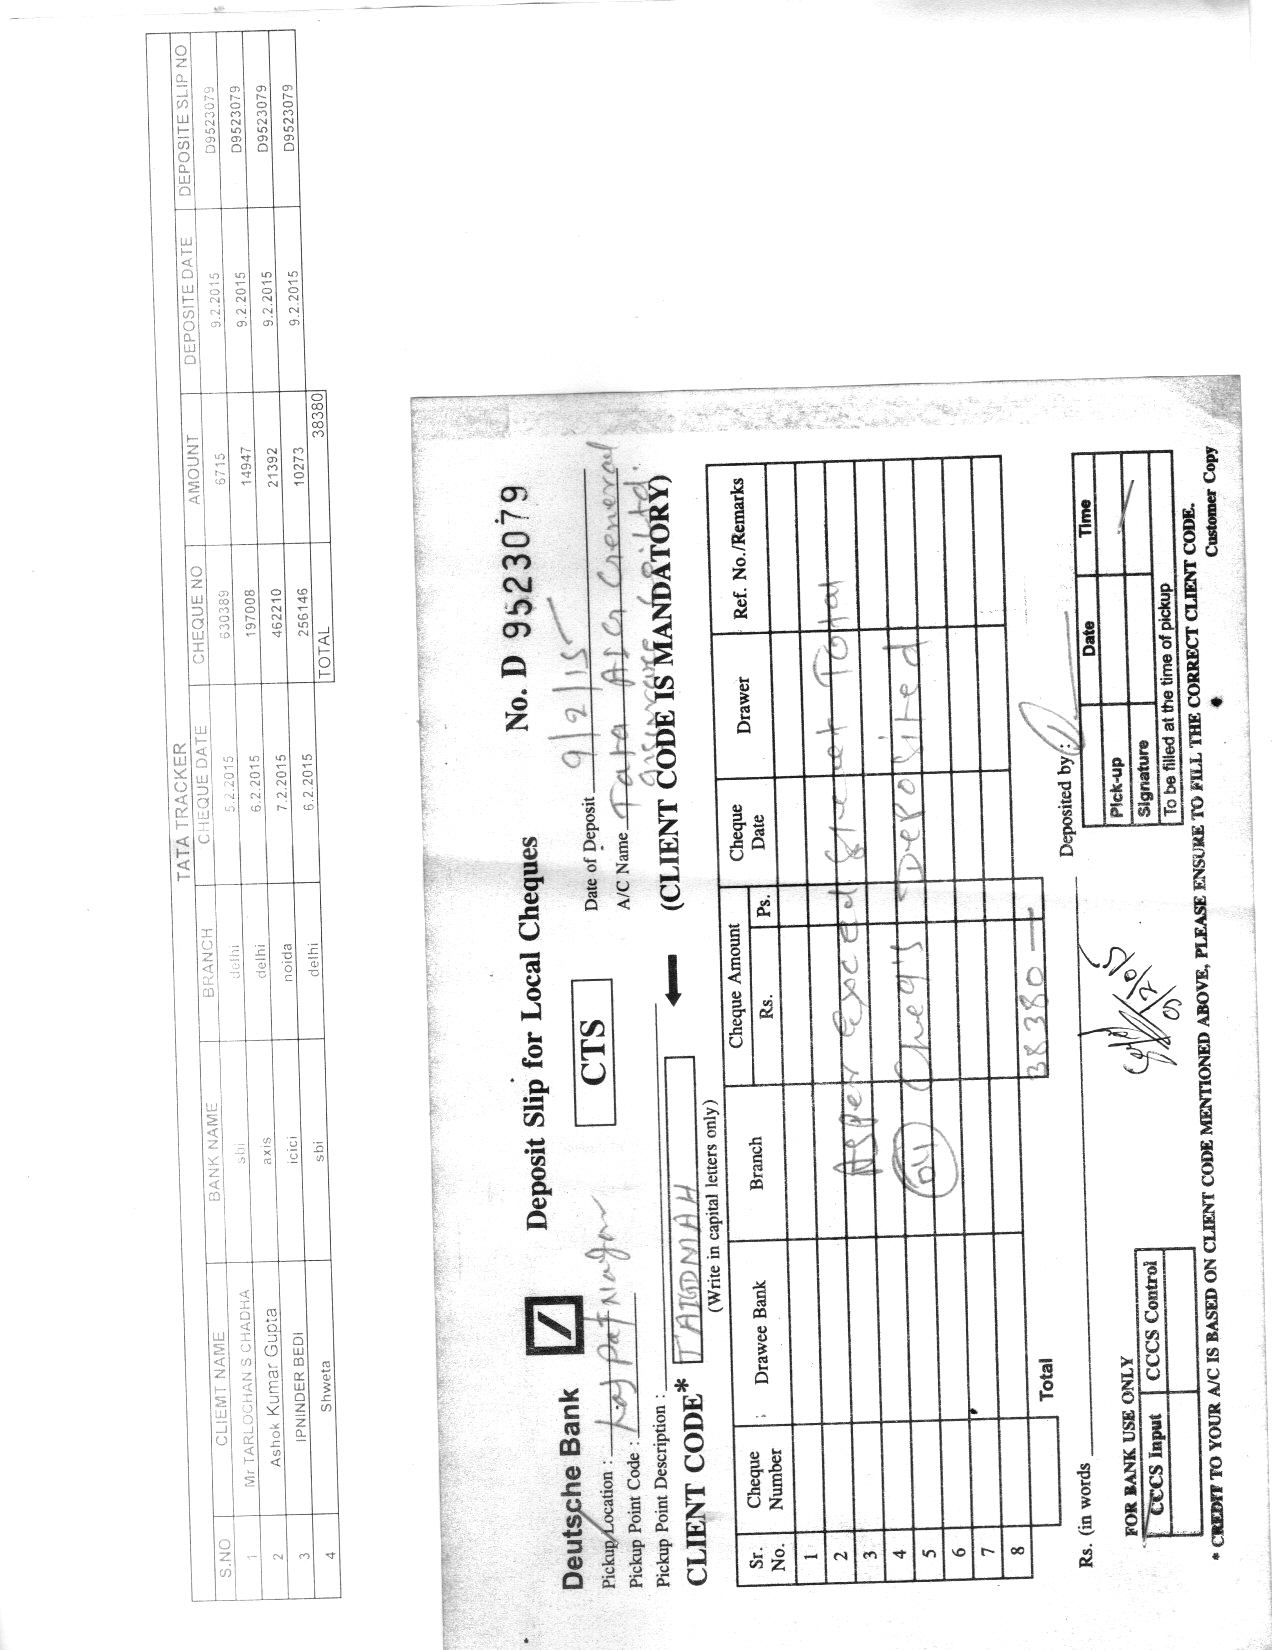 TATA TRACKER
S.NO CLIEMT NAME BANK NAME BRANCH CHEQUE DATE CHEQUE NO AMOUNT DEPOSITE DATE DEPOSITE SLIP NO
1 Mr TARLOCHAN S CHADHA sbi delhi 5.2.2015 630389 6715 9.2.2015 D9523079
2 Ashok Kumar Gupta axis delhi 6.2.2015 197008 14947 9.2.2015 D9523079
3 IPNINDER BEDI icici noida 7.2.2015 462210 21392 9.2.2015 D9523079
4 Shweta sbi delhi 6.2.2015 256146 10273 9.2.2015 D9523079
TOTAL 38380
Deutsche Bank Deposit Slip for Local Cheques No. D 9523079
Pickup Location : Lajpat Nagar CTS Date of Deposit 9/2/15
Pickup Point Code : A/C Name Tata AIG General
Pickup Point Description :
CLIENT CODE* TAIGDNAH (CLIENT CODE IS MANDATORY)
(Write in capital letters only)
Sr. No. Cheque Number Drawee Bank Branch Cheque Amount Rs. Ps. Cheque Date Drawer Ref. No./Remarks
1
2 As per Exced Sheet Total
3
4 04 Cheq's Deposited
5
6
7
8
Total 38380
Rs. (in words Deposited by :
Date Time
Pick-up
Signature
To be filled at the time of pickup
FOR BANK USE ONLY
CCCS Input CCCS Control
* CREDIT TO YOUR A/C IS BASED ON CLIENT CODE MENTIONED ABOVE, PLEASE ENSURE TO FILL THE CORRECT CLIENT CODE.
Customer Copy